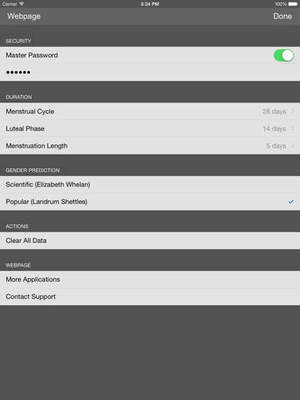 Carrier 6:24 PM 100%
Webpage Done
SECURITY
Master Password
••••••
DURATION
Menstrual Cycle 28 days
Luteal Phase 14 days
Menstruation Length 5 days
GENDER PREDICTION
Scientific (Elizabeth Whelan)
Popular (Landrum Shettles)
ACTIONS
Clear All Data
WEBPAGE
More Applications
Contact Support